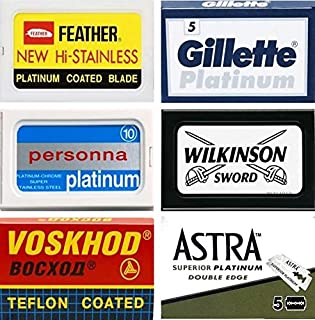 FEATHER
FEATHER
NEW Hi-STAINLESS
PLATINUM COATED BLADE
5
Gillette®
Platinum
10
personna
PLATINUM-CHROME
SUPER
STAINLESS STEEL
platinum
WILKINSON
SWORD
VOSKHOD®
ВОСХОД
TEFLON COATED
ASTRA™
SUPERIOR PLATINUM
DOUBLE EDGE
5